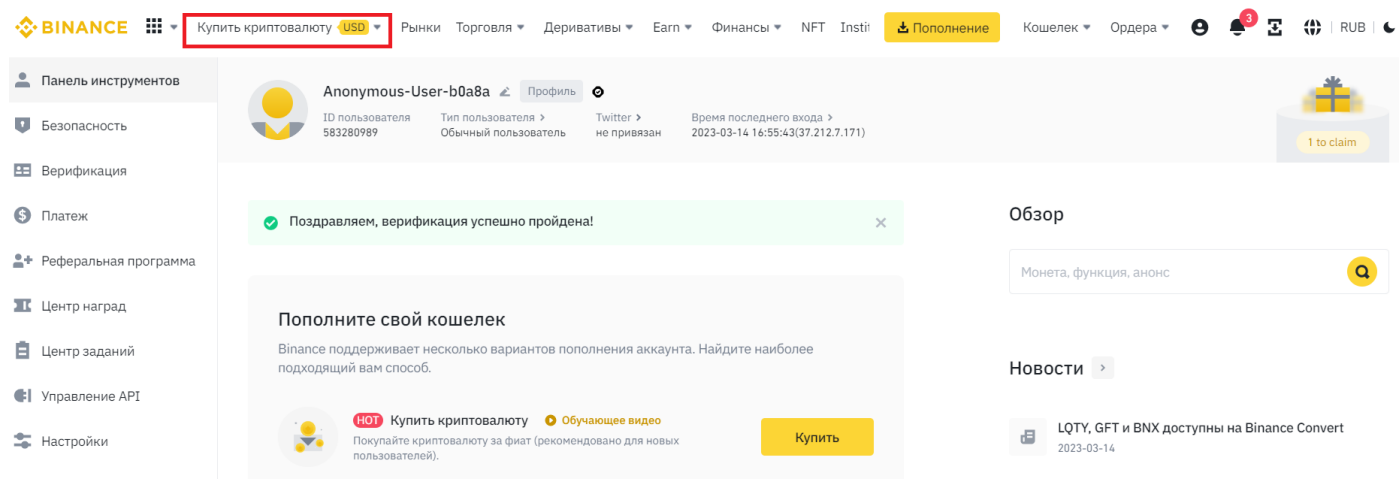 BINANCE Купить криптовалюту USD Рынки Торговля Деривативы Earn Финансы NFT Instit Пополнение Кошелек Ордера 3 RUB
Панель инструментов
Безопасность
Верификация
Платеж
Реферальная программа
Центр наград
Центр заданий
Управление API
Настройки
Anonymous-User-b0a8a Профиль
ID пользователя Тип пользователя Twitter Время последнего входа
583280989 Обычный пользователь не привязан 2023-03-14 16:55:43(37.212.7.171)
1 to claim
Поздравляем, верификация успешно пройдена!
Пополните свой кошелек
Binance поддерживает несколько вариантов пополнения аккаунта. Найдите наиболее
подходящий вам способ.
HOT Купить криптовалюту Обучающее видео
Покупайте криптовалюту за фиат (рекомендовано для новых
пользователей).
Купить
Обзор
Монета, функция, анонс
Новости
LQTY, GFT и BNX доступны на Binance Convert
2023-03-14